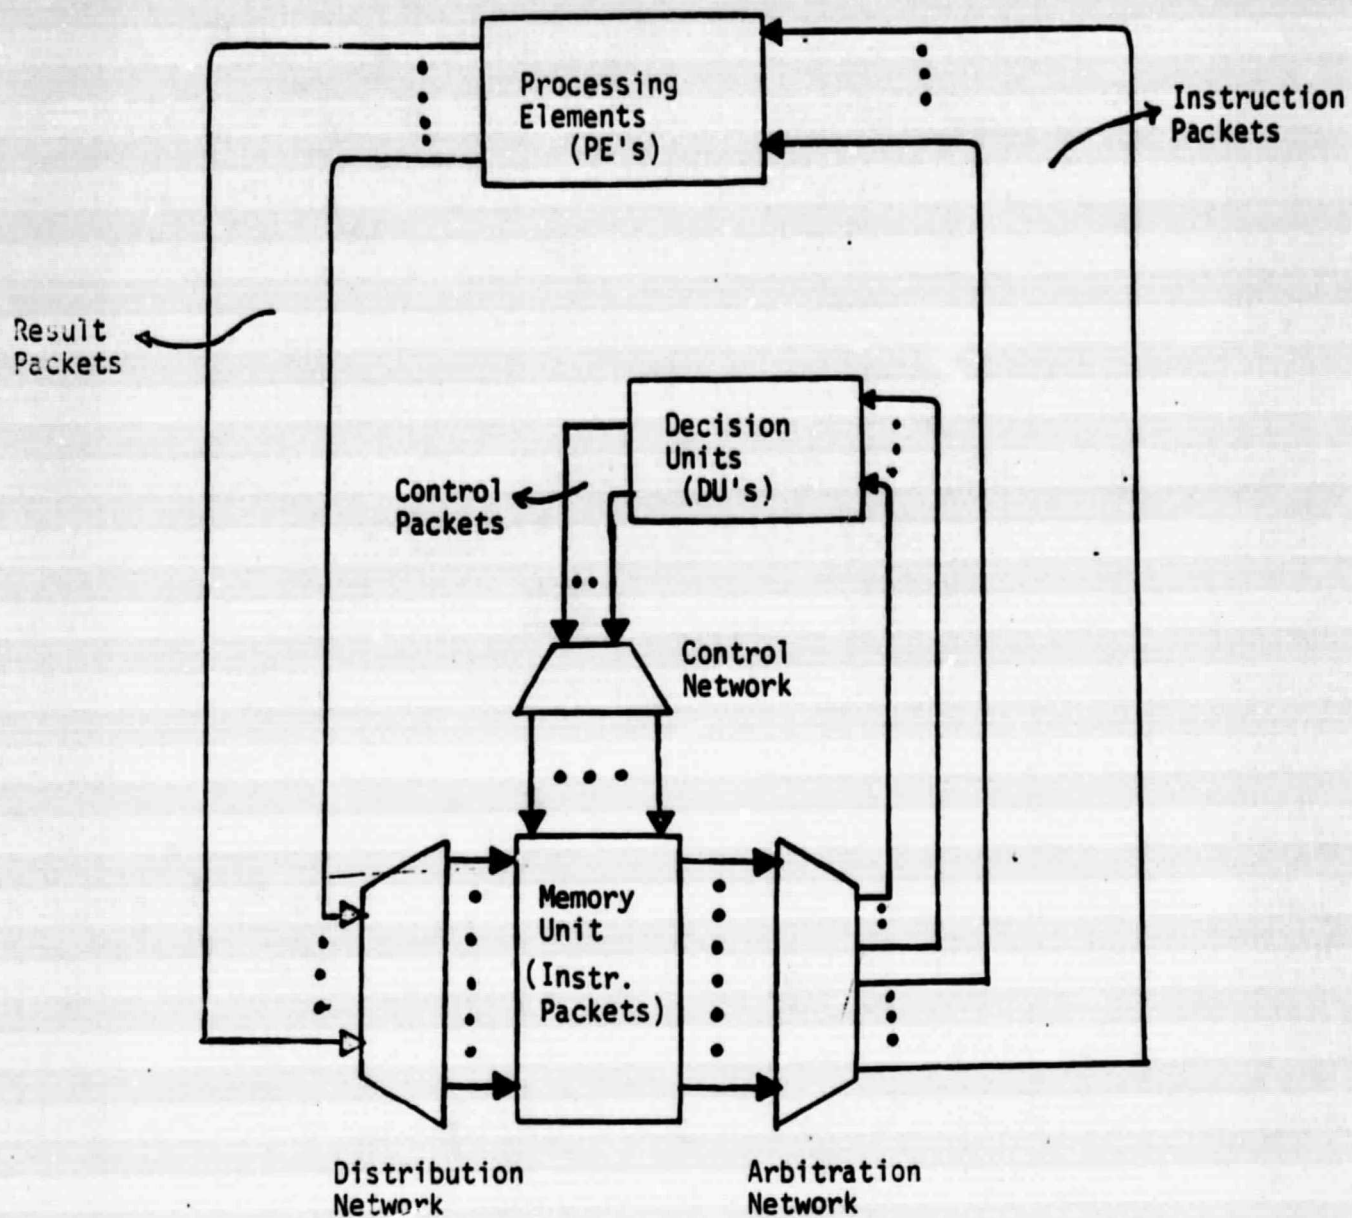 Processing
Elements
(PE's)
Instruction
Packets
Result
Packets
Decision
Units
(DU's)
Control
Packets
Control
Network
Memory
Unit
(Instr.
Packets)
Distribution
Network
Arbitration
Network